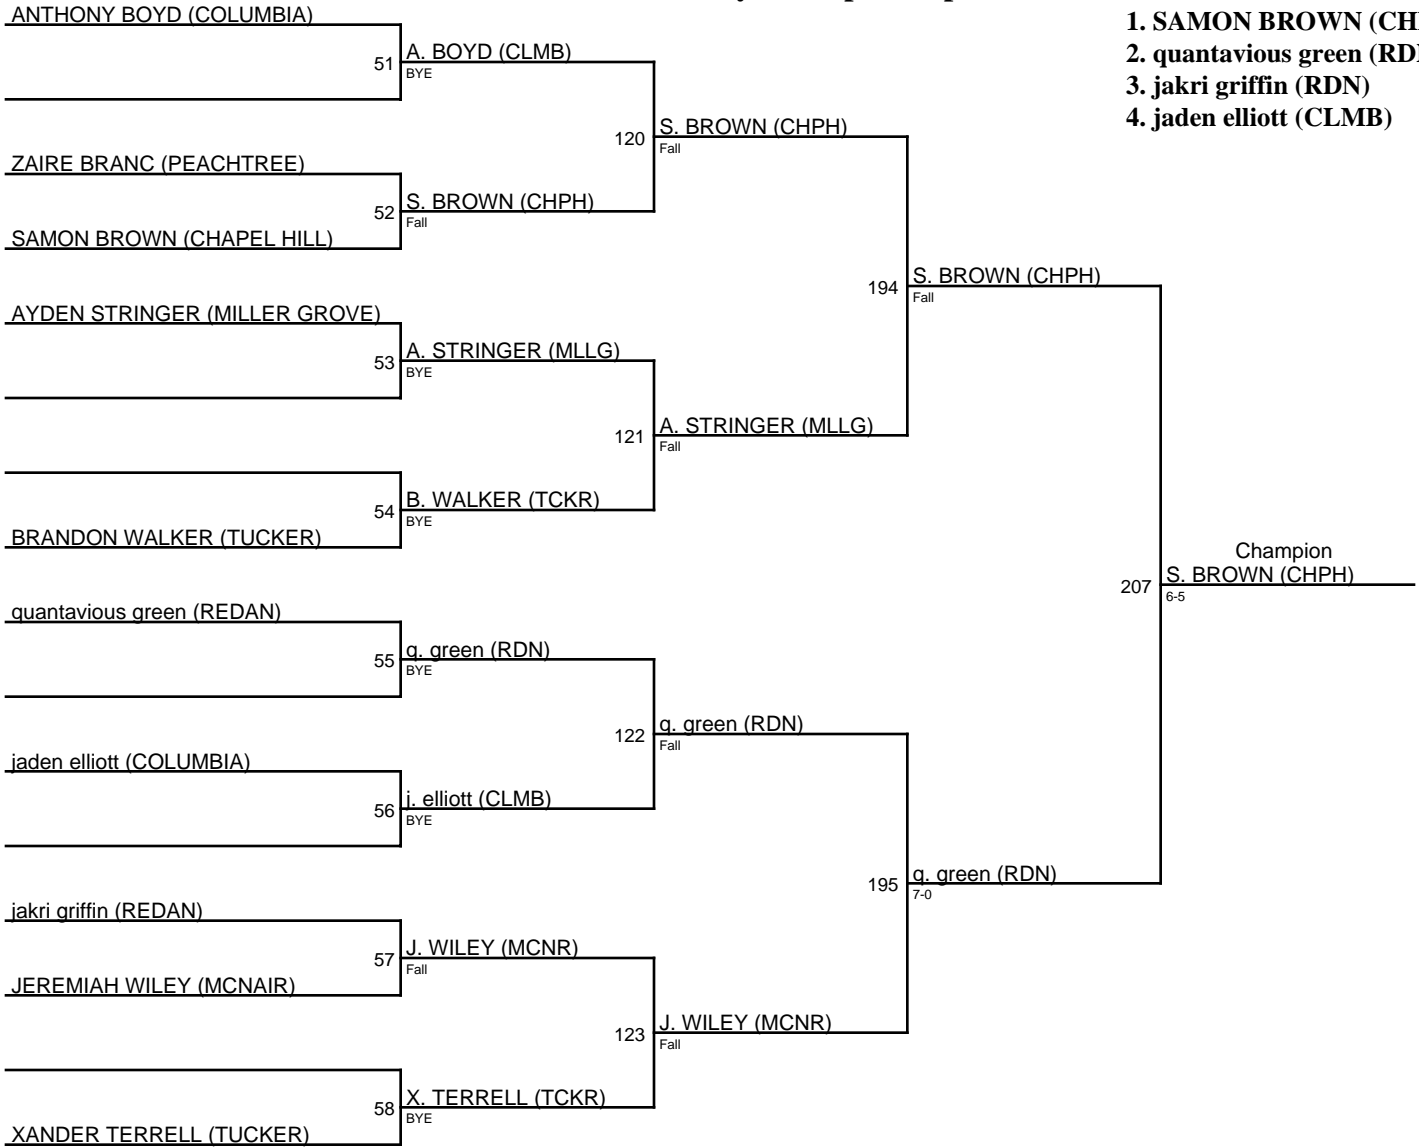 1. SAMON BROWN
2. quantavious green
3. jakri griffin (RDN)
4. jaden elliott (CLMB)
ANTHONY BOYD (COLUMBIA)
51 A. BOYD (CLMB)
BYE
120 S. BROWN (CHPH)
Fall
ZAIRE BRANC (PEACHTREE)
52 S. BROWN (CHPH)
Fall
SAMON BROWN (CHAPEL HILL)
194 S. BROWN (CHPH)
Fall
AYDEN STRINGER (MILLER GROVE)
53 A. STRINGER (MLLG)
BYE
121 A. STRINGER (MLLG)
Fall
54 B. WALKER (TCKR)
BYE
BRANDON WALKER (TUCKER)
Champion
207 S. BROWN (CHPH)
6-5
quantavious green (REDAN)
55 q. green (RDN)
BYE
122 q. green (RDN)
Fall
jaden elliott (COLUMBIA)
56 j. elliott (CLMB)
BYE
195 q. green (RDN)
7-0
jakri griffin (REDAN)
57 J. WILEY (MCNR)
Fall
JEREMIAH WILEY (MCNAIR)
123 J. WILEY (MCNR)
Fall
58 X. TERRELL (TCKR)
BYE
XANDER TERRELL (TUCKER)